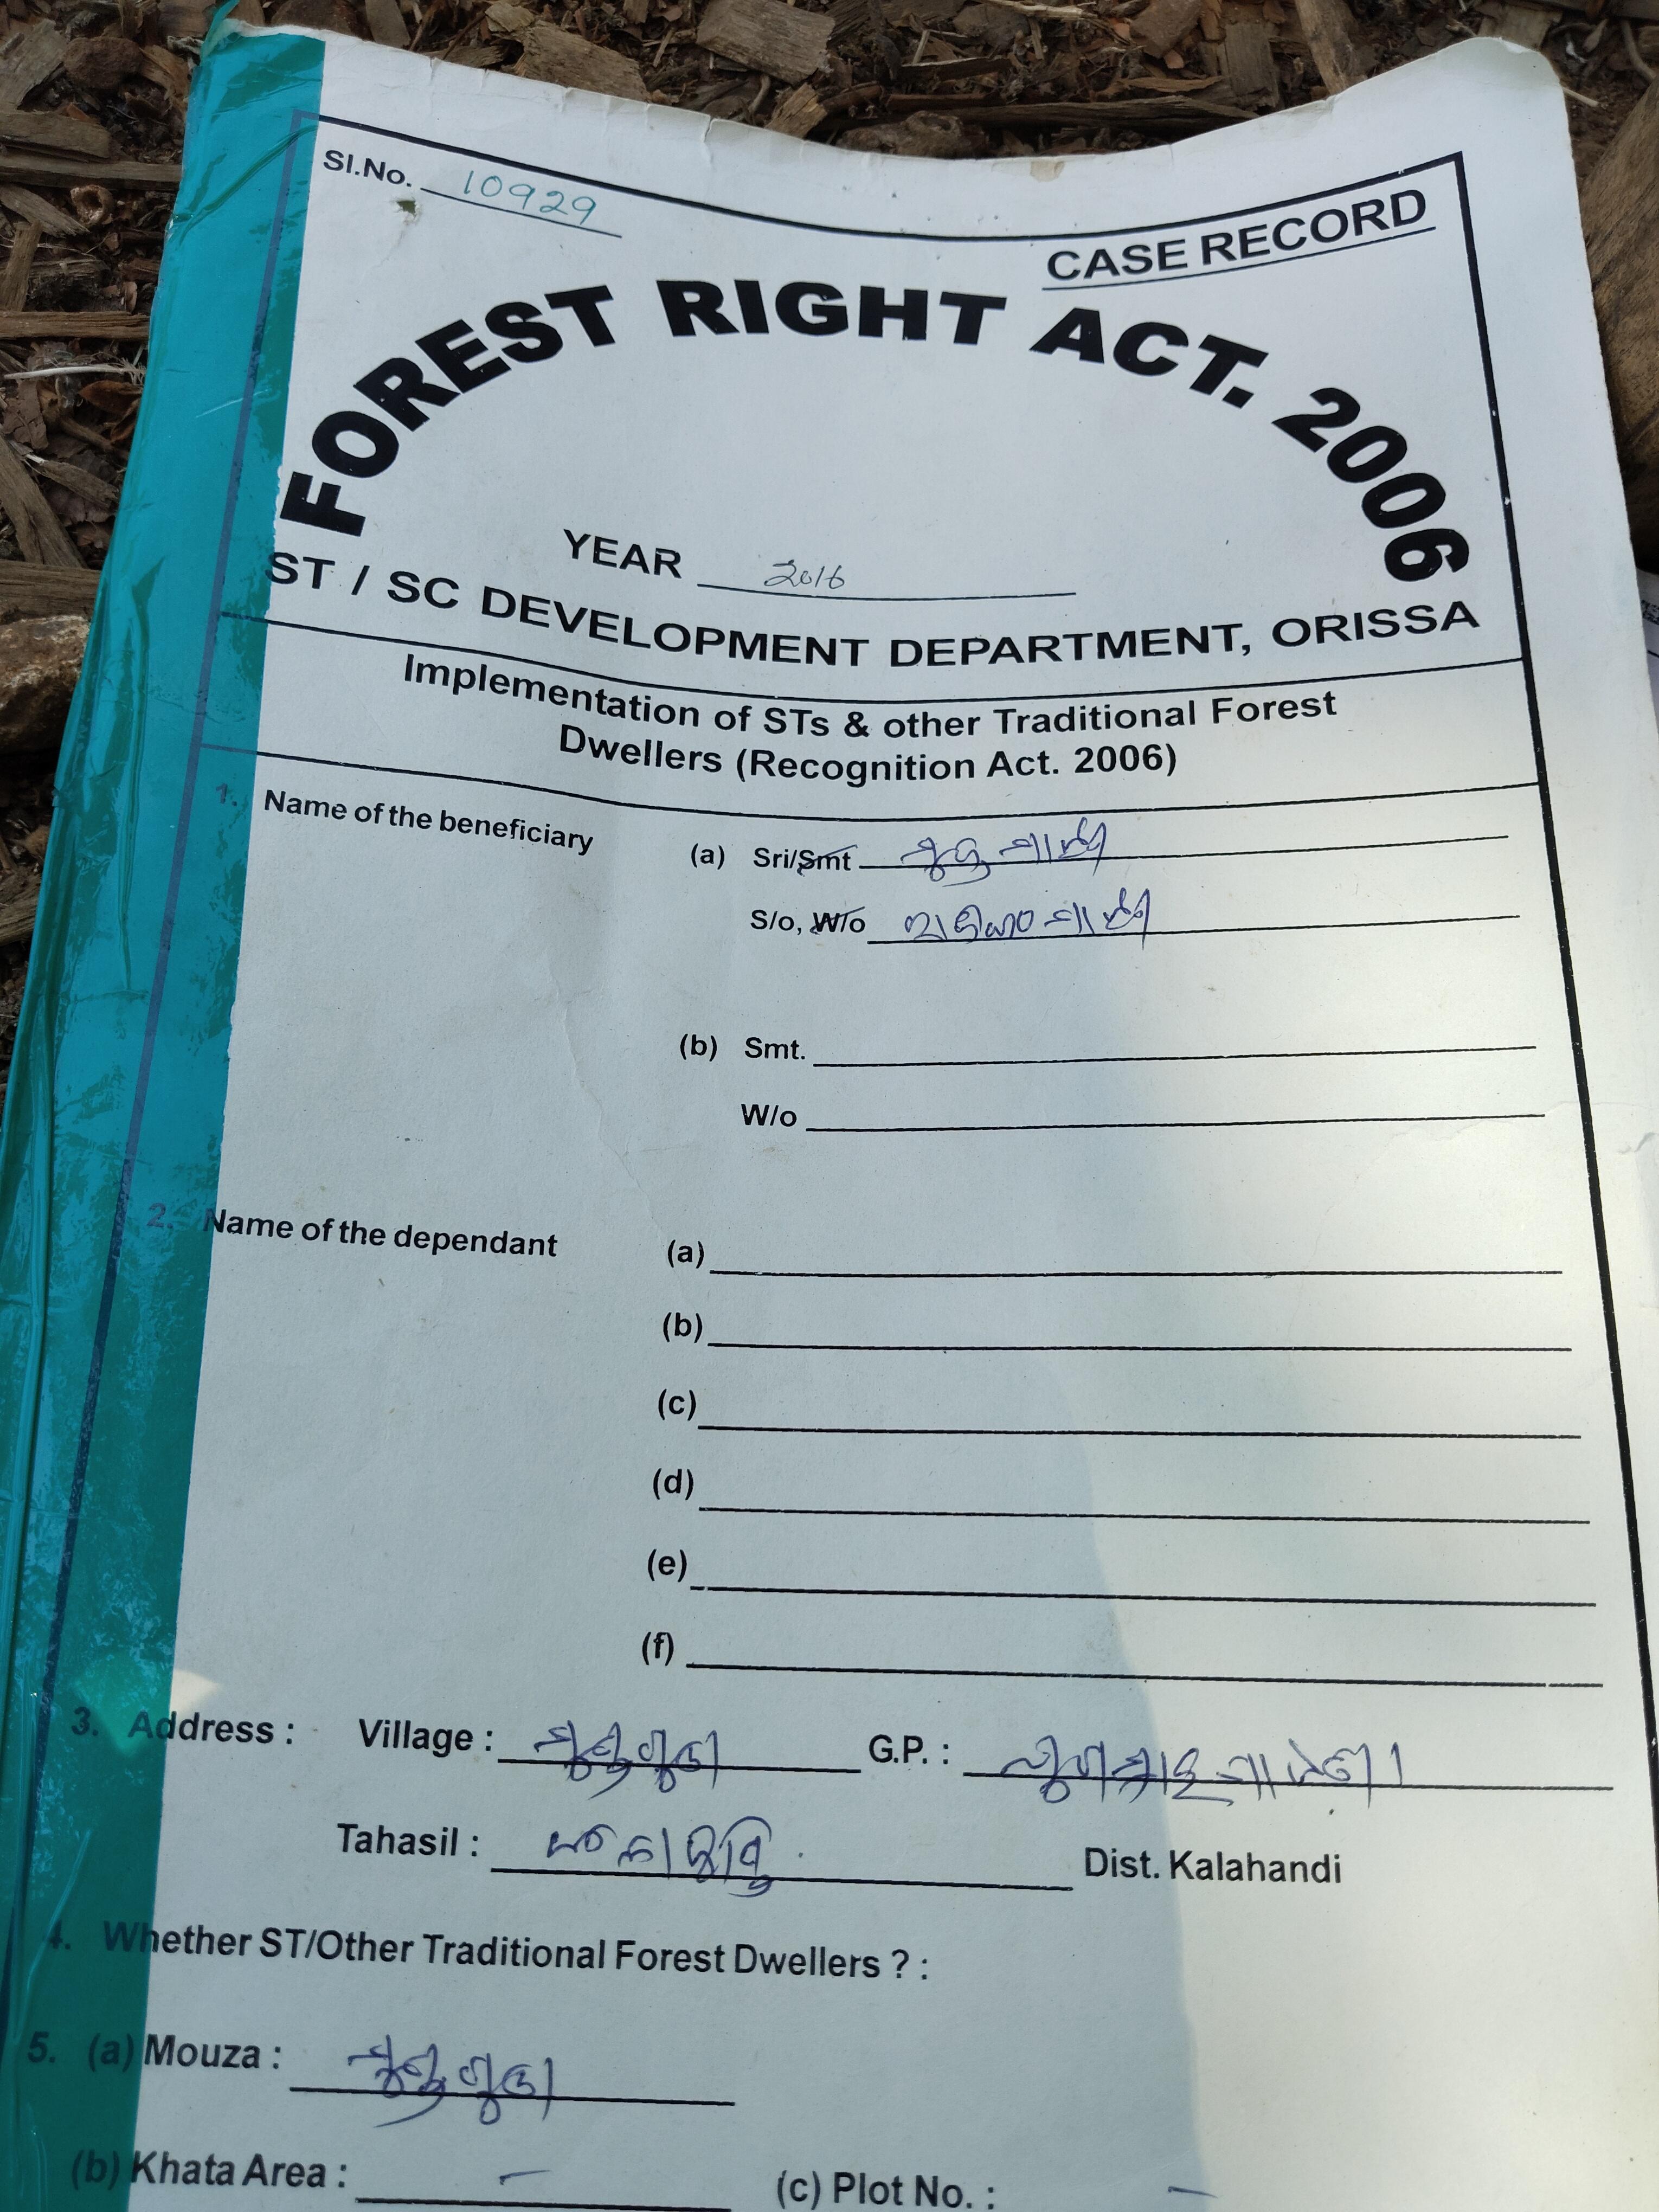 Sl.No. 10929
CASE RECORD
FOREST RIGHT ACT. 2006
YEAR 2016
ST / SC DEVELOPMENT DEPARTMENT, ORISSA
Implementation of STs & other Traditional Forest
Dwellers (Recognition Act. 2006)
1. Name of the beneficiary (a) Sri/Smt
S/o, W/o
(b) Smt.
W/o
2. Name of the dependant (a)
(b)
(c)
(d)
(e)
(f)
3. Address : Village : G.P. :
Tahasil : Dist. Kalahandi
4. Whether ST/Other Traditional Forest Dwellers ? :
5. (a) Mouza :
(b) Khata Area : - (c) Plot No. : -